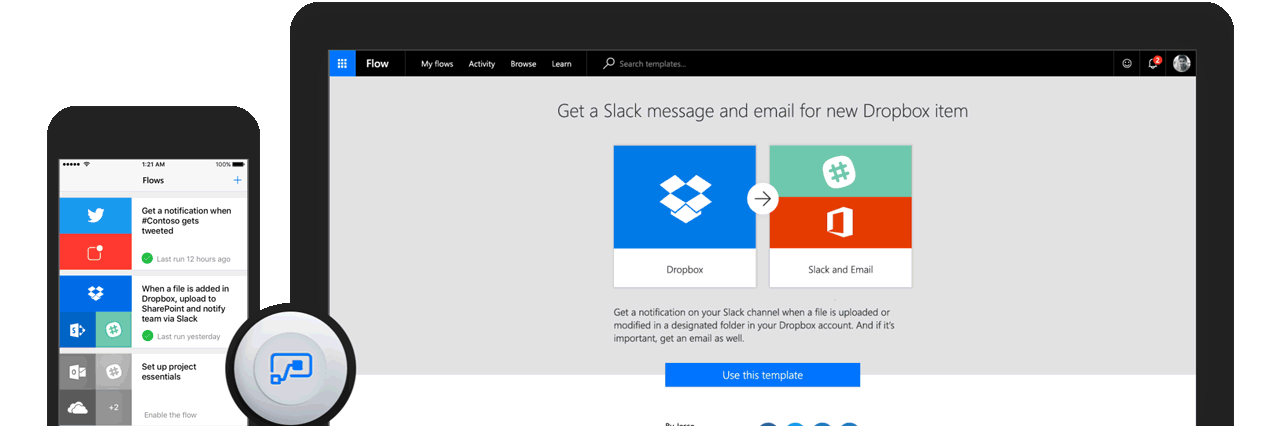 1:21 AM
100%
Flows
+
Get a notification when
#Contoso gets
tweeted
Last run 12 hours ago
When a file is added in
Dropbox, upload to
SharePoint and notify
team via Slack
Last run yesterday
Set up project
essentials
+2
Enable the flow
Flow
My flows
Activity
Browse
Learn
Search templates...
2
Get a Slack message and email for new Dropbox item
Dropbox
Slack and Email
Get a notification on your Slack channel when a file is uploaded or
modified in a designated folder in your Dropbox account. And if it's
important, get an email as well.
Use this template